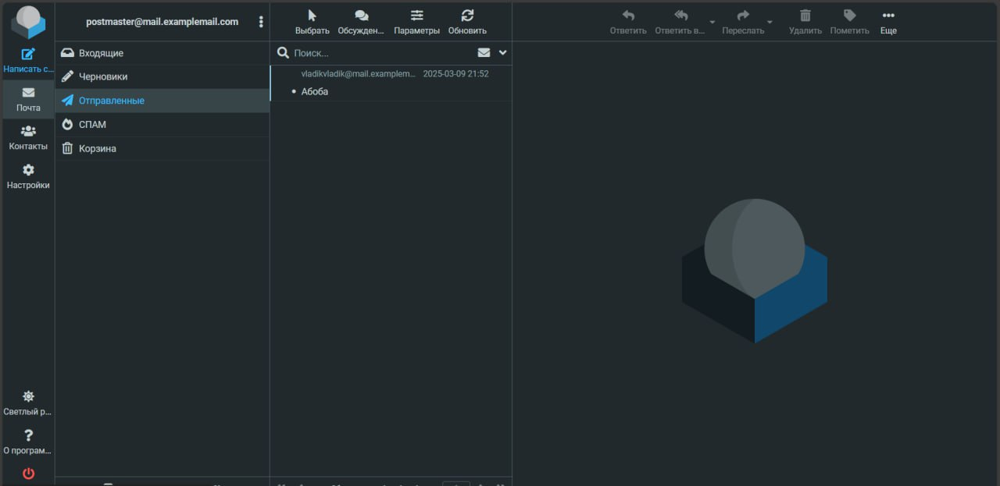 postmaster@mail.examplemail.com
Написать с...
Почта
Контакты
Настройки
Светлый р...
О програм...
Входящие
Черновики
Отправленные
СПАМ
Корзина
Выбрать Обсужден... Параметры Обновить
Поиск...
vladikvladik@mail.examplem... 2025-03-09 21:52
• Абоба
Ответить Ответить в... Переслать Удалить Пометить Еще